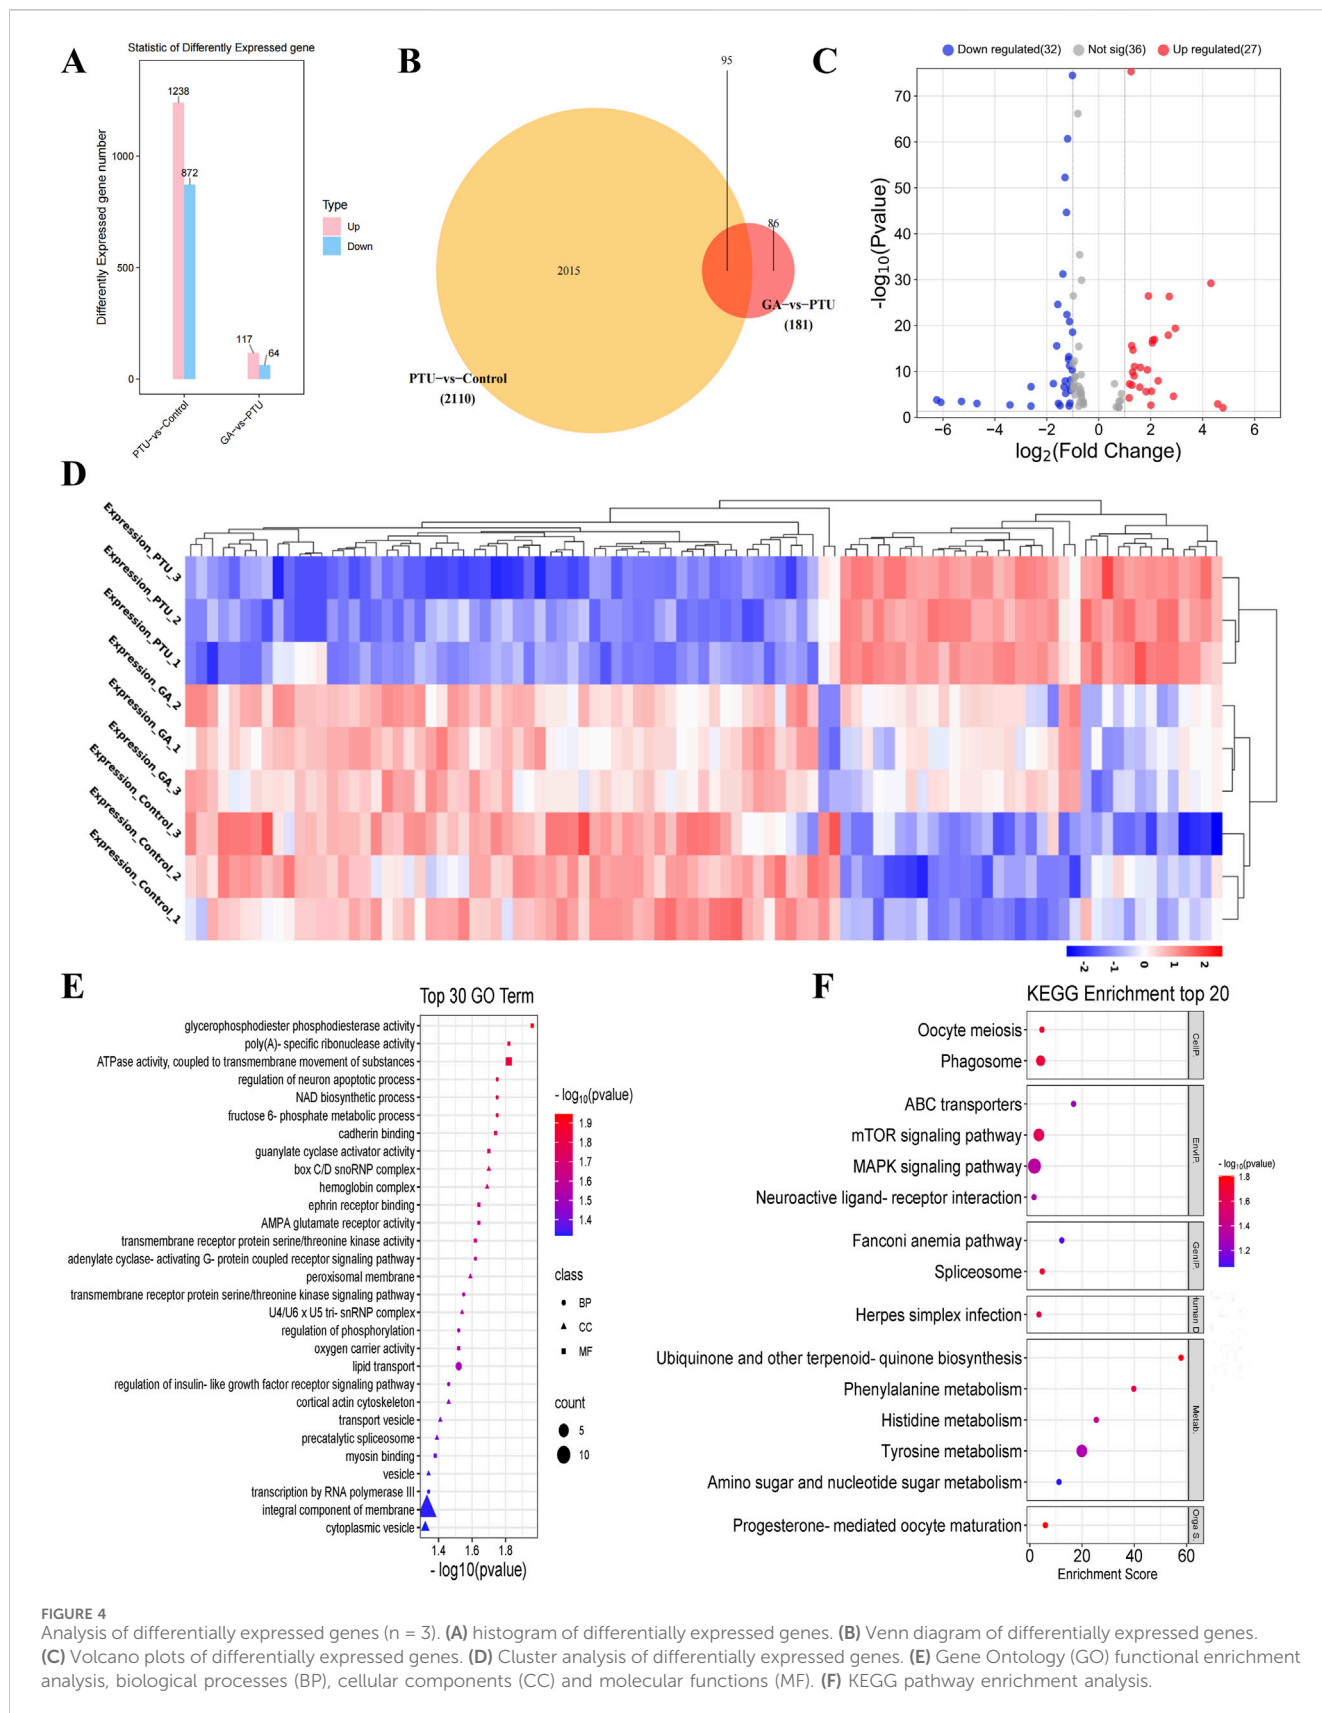 A
Statistic of Differently Expressed gene
Differently Expressed gene number
1000
500
0
1238
872
117
64
PTU-vs-Control
GA-vs-PTU
Type
Up
Down
B
95
86
2015
GA-vs-PTU
(181)
PTU-vs-Control
(2110)
C
Down regulated(32) Not sig(36) Up regulated(27)
-log10(Pvalue)
70
60
50
40
30
20
10
0
−6 −4 −2 0 2 4 6
log2(Fold Change)
D
Expression_PTU_3
Expression_PTU_2
Expression_PTU_1
Expression_GA_2
Expression_GA_1
Expression_GA_3
Expression_Control_3
Expression_Control_2
Expression_Control_1
-2 -1 0 1 2
E
Top 30 GO Term
glycerophosphodiester phosphodiesterase activity
poly(A)- specific ribonuclease activity
ATPase activity, coupled to transmembrane movement of substances
regulation of neuron apoptotic process
NAD biosynthetic process
fructose 6- phosphate metabolic process
cadherin binding
guanylate cyclase activator activity
box C/D snoRNP complex
hemoglobin complex
ephrin receptor binding
AMPA glutamate receptor activity
transmembrane receptor protein serine/threonine kinase activity
adenylate cyclase- activating G- protein coupled receptor signaling pathway
peroxisomal membrane
transmembrane receptor protein serine/threonine kinase signaling pathway
U4/U6 x U5 tri- snRNP complex
regulation of phosphorylation
oxygen carrier activity
lipid transport
regulation of insulin- like growth factor receptor signaling pathway
cortical actin cytoskeleton
transport vesicle
precatalytic spliceosome
myosin binding
vesicle
transcription by RNA polymerase III
integral component of membrane
cytoplasmic vesicle
1.4 1.6 1.8
- log10(pvalue)
- log10(pvalue)
1.9
1.8
1.7
1.6
1.5
1.4
class
BP
CC
MF
count
5
10
F
KEGG Enrichment top 20
Oocyte meiosis
Phagosome
ABC transporters
mTOR signaling pathway
MAPK signaling pathway
Neuroactive ligand- receptor interaction
Fanconi anemia pathway
Spliceosome
Herpes simplex infection
Ubiquinone and other terpenoid- quinone biosynthesis
Phenylalanine metabolism
Histidine metabolism
Tyrosine metabolism
Amino sugar and nucleotide sugar metabolism
Progesterone- mediated oocyte maturation
CellP.
EnvIP.
GenIP.
Human D
Metab.
Orga S.
0 20 40 60
Enrichment Score
- log10(pvalue)
1.8
1.6
1.4
1.2
FIGURE 4
Analysis of differentially expressed genes (n = 3). (A) histogram of differentially expressed genes. (B) Venn diagram of differentially expressed genes.
(C) Volcano plots of differentially expressed genes. (D) Cluster analysis of differentially expressed genes. (E) Gene Ontology (GO) functional enrichment
analysis, biological processes (BP), cellular components (CC) and molecular functions (MF). (F) KEGG pathway enrichment analysis.